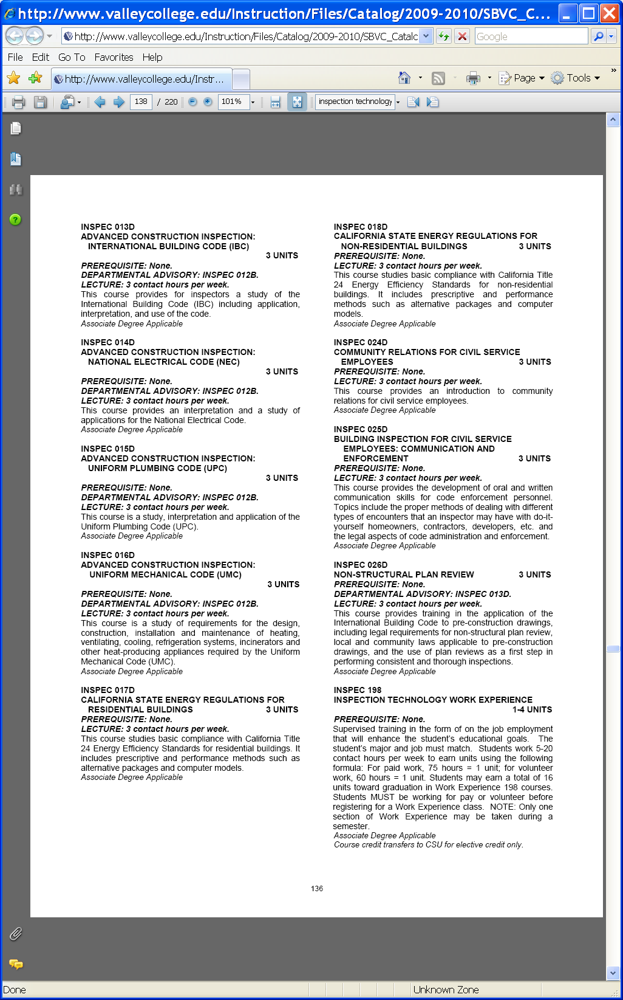 http://www.valleycollege.edu/Instruction/Files/Catalog/2009-2010/SBVC_C...
http://www.valleycollege.edu/Instruction/Files/Catalog/2009-2010/SBVC_Catalc
Google
File Edit Go To Favorites Help
http://www.valleycollege.edu/Instr...
Page Tools
138 / 220 101% inspection technology
INSPEC 013D
ADVANCED CONSTRUCTION INSPECTION:
INTERNATIONAL BUILDING CODE (IBC)
3 UNITS
PREREQUISITE: None.
DEPARTMENTAL ADVISORY: INSPEC 012B.
LECTURE: 3 contact hours per week.
This course provides for inspectors a study of the
International Building Code (IBC) including application,
interpretation, and use of the code.
Associate Degree Applicable
INSPEC 014D
ADVANCED CONSTRUCTION INSPECTION:
NATIONAL ELECTRICAL CODE (NEC)
3 UNITS
PREREQUISITE: None.
DEPARTMENTAL ADVISORY: INSPEC 012B.
LECTURE: 3 contact hours per week.
This course provides an interpretation and a study of
applications for the National Electrical Code.
Associate Degree Applicable
INSPEC 015D
ADVANCED CONSTRUCTION INSPECTION:
UNIFORM PLUMBING CODE (UPC)
3 UNITS
PREREQUISITE: None.
DEPARTMENTAL ADVISORY: INSPEC 012B.
LECTURE: 3 contact hours per week.
This course is a study, interpretation and application of the
Uniform Plumbing Code (UPC).
Associate Degree Applicable
INSPEC 016D
ADVANCED CONSTRUCTION INSPECTION:
UNIFORM MECHANICAL CODE (UMC)
3 UNITS
PREREQUISITE: None.
DEPARTMENTAL ADVISORY: INSPEC 012B.
LECTURE: 3 contact hours per week.
This course is a study of requirements for the design,
construction, installation and maintenance of heating,
ventilating, cooling, refrigeration systems, incinerators and
other heat-producing appliances required by the Uniform
Mechanical Code (UMC).
Associate Degree Applicable
INSPEC 017D
CALIFORNIA STATE ENERGY REGULATIONS FOR
RESIDENTIAL BUILDINGS 3 UNITS
PREREQUISITE: None.
LECTURE: 3 contact hours per week.
This course studies basic compliance with California Title
24 Energy Efficiency Standards for residential buildings. It
includes prescriptive and performance methods such as
alternative packages and computer models.
Associate Degree Applicable
INSPEC 018D
CALIFORNIA STATE ENERGY REGULATIONS FOR
NON-RESIDENTIAL BUILDINGS 3 UNITS
PREREQUISITE: None.
LECTURE: 3 contact hours per week.
This course studies basic compliance with California Title
24 Energy Efficiency Standards for non-residential
buildings. It includes prescriptive and performance
methods such as alternative packages and computer
models.
Associate Degree Applicable
INSPEC 024D
COMMUNITY RELATIONS FOR CIVIL SERVICE
EMPLOYEES 3 UNITS
PREREQUISITE: None.
LECTURE: 3 contact hours per week.
This course provides an introduction to community
relations for civil service employees.
Associate Degree Applicable
INSPEC 025D
BUILDING INSPECTION FOR CIVIL SERVICE
EMPLOYEES: COMMUNICATION AND
ENFORCEMENT 3 UNITS
PREREQUISITE: None.
LECTURE: 3 contact hours per week.
This course provides the development of oral and written
communication skills for code enforcement personnel.
Topics include the proper methods of dealing with different
types of encounters that an inspector may have with do-it-
yourself homeowners, contractors, developers, etc. and
the legal aspects of code administration and enforcement.
Associate Degree Applicable
INSPEC 026D
NON-STRUCTURAL PLAN REVIEW 3 UNITS
PREREQUISITE: None.
DEPARTMENTAL ADVISORY: INSPEC 013D.
LECTURE: 3 contact hours per week.
This course provides training in the application of the
International Building Code to pre-construction drawings,
including legal requirements for non-structural plan review,
local and community laws applicable to pre-construction
drawings, and the use of plan reviews as a first step in
performing consistent and thorough inspections.
Associate Degree Applicable
INSPEC 198
INSPECTION TECHNOLOGY WORK EXPERIENCE
1-4 UNITS
PREREQUISITE: None.
Supervised training in the form of on the job employment
that will enhance the student's educational goals. The
student's major and job must match. Students work 5-20
contact hours per week to earn units using the following
formula: For paid work, 75 hours = 1 unit; for volunteer
work, 60 hours = 1 unit. Students may earn a total of 16
units toward graduation in Work Experience 198 courses.
Students MUST be working for pay or volunteer before
registering for a Work Experience class. NOTE: Only one
section of Work Experience may be taken during a
semester.
Associate Degree Applicable
Course credit transfers to CSU for elective credit only.
136
Done Unknown Zone